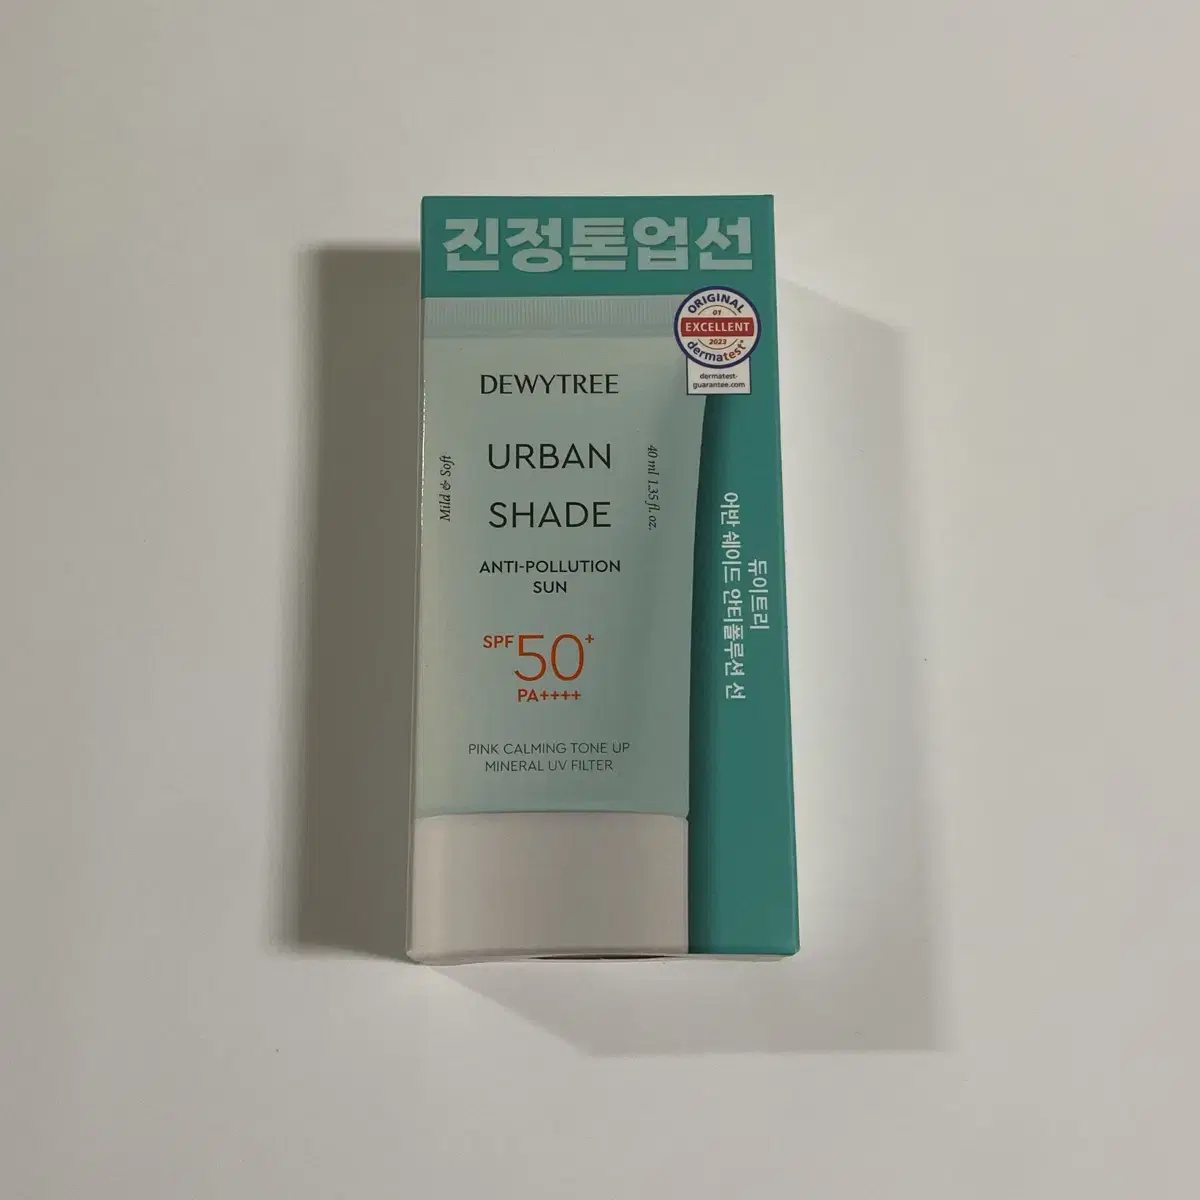 진정톤업선
ORIGINAL
01
EXCELLENT
2023
dermatest®
dermatest-
guarantee.com
DEWYTREE
URBAN
SHADE
Mild & Soft
40 ml 1.35 fl. oz.
ANTI-POLLUTION
SUN
SPF 50+
PA++++
PINK CALMING TONE UP
MINERAL UV FILTER
듀이트리
어반 쉐이드 안티폴루션 선